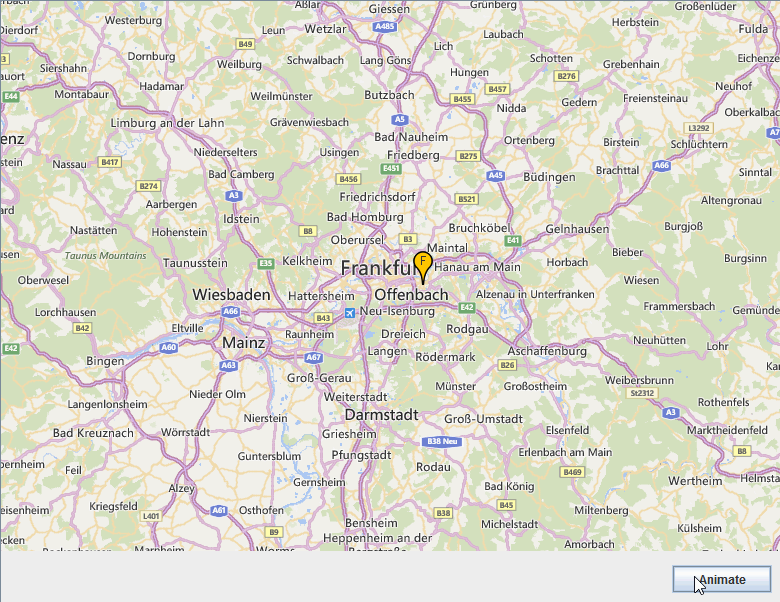 Aßlar
Giessen
Grünberg
Großenlüder
Westerburg
Dierdorf
Wetzlar
A485
Leun
Herbstein
Fulda
Laubach
B49
Lich
Dornburg
Schwalbach
Lang Göns
Schotten
Eichenze
Siershahn
Weilburg
Hungen
B276
Grebenhain
Hadamar
B457
Neuhof
E44
Montabaur
Weilmünster
Butzbach
B455
Gedern
Freiensteinau
Nidda
Oberkalbac
Limburg an der Lahn
Grävenwiesbach
A5
L3292
A7
Bad Nauheim
Ortenberg
Birstein
Schlüchtern
Niederselters
Usingen
Friedberg
B275
Nassau
B417
E451
A66
Bad Camberg
B456
A45
Büdingen
Brachttal
Sinntal
B274
A3
Friedrichsdorf
B521
Altengronau
Aarbergen
Idstein
Bad Homburg
Nastätten
Hohenstein
B8
Bruchköbel
Gelnhausen
Burgjoß
Oberursel
B3
E41
Maintal
Taunus Mountains
Taunusstein
E35
Kelkheim
F
Bieber
Burgsinn
Frankfurt
Hanau am Main
Horbach
Oberwesel
Wiesen
Wiesbaden
Hattersheim
Offenbach
Alzenau in Unterfranken
Lorchhausen
A66
Neu-Isenburg
E42
Frammersbach
Gemünde
B42
Eltville
B43
Raunheim
Dreieich
Rodgau
Neuhütten
E42
A60
Mainz
Langen
Aschaffenburg
Lohr
Bingen
A63
A67
Rödermark
B26
Groß-Gerau
Münster
Großostheim
Weibersbrunn
Nieder Olm
Weiterstadt
St2312
Langenlonsheim
Rothenfels
Darmstadt
A3
Nierstein
Groß-Umstadt
Bad Kreuznach
Wörrstadt
Griesheim
B38 Neu
Elsenfeld
Marktheidenfeld
Guntersblum
Pfungstadt
Erlenbach am Main
B8
Feil
Rodau
B469
Gernsheim
Wertheim
Alzey
Bad König
Kriegsfeld
A61
Osthofen
B38
B45
Miltenberg
L401
Bensheim
Michelstadt
Külsheim
B9
Heppenheim an der
Bergstraße
Amorbach
Marnheim
Worms
Animate